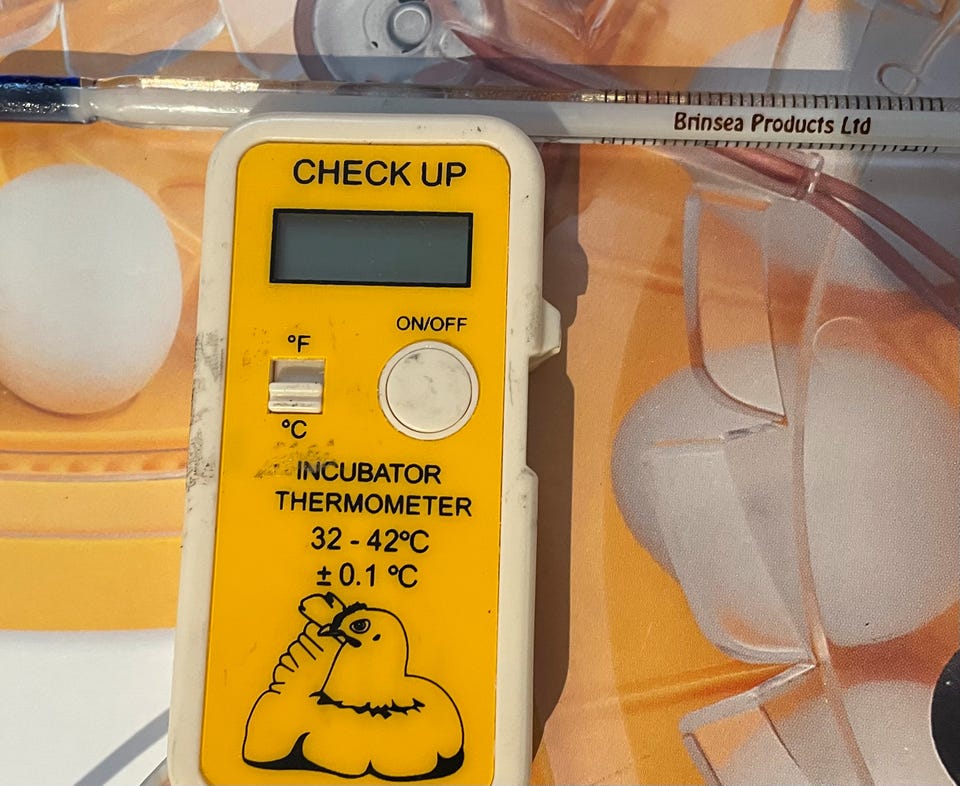 Brinsea Products Ltd
CHECK UP
ON/OFF
°F
°C
INCUBATOR
THERMOMETER
32 - 42°C
± 0.1 °C